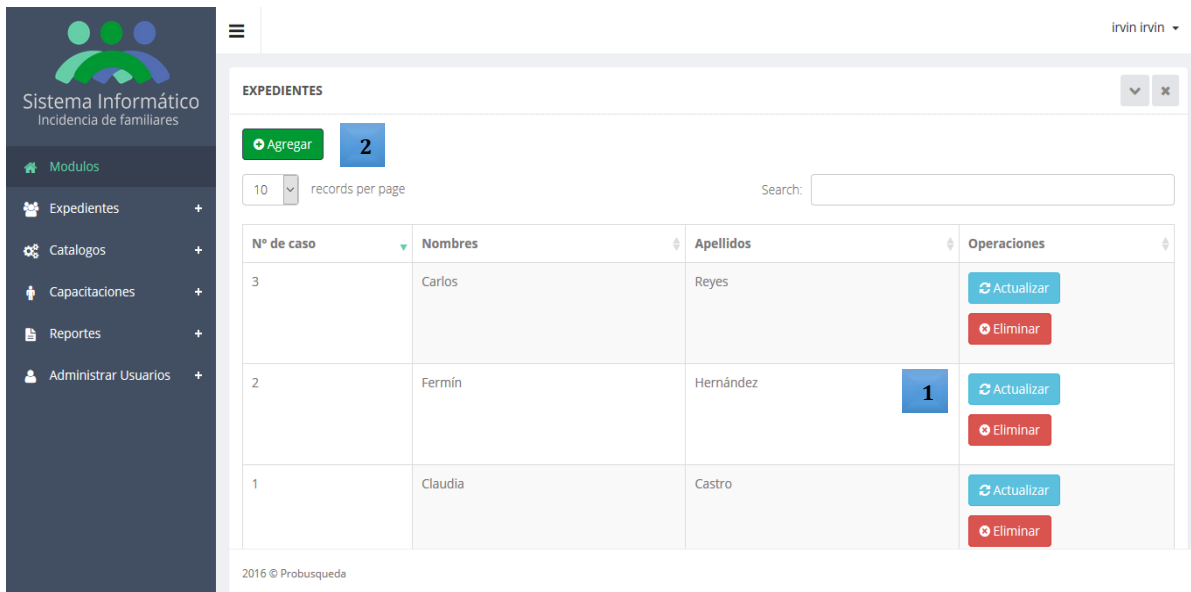 irvin irvin
Sistema Informático
Incidencia de familiares
Modulos
Expedientes
Catalogos
Capacitaciones
Reportes
Administrar Usuarios
EXPEDIENTES
Agregar 2
10 records per page Search:
Nº de caso Nombres Apellidos Operaciones
3 Carlos Reyes Actualizar
Eliminar
2 Fermín Hernández 1 Actualizar
Eliminar
1 Claudia Castro Actualizar
Eliminar
2016 © Probusqueda